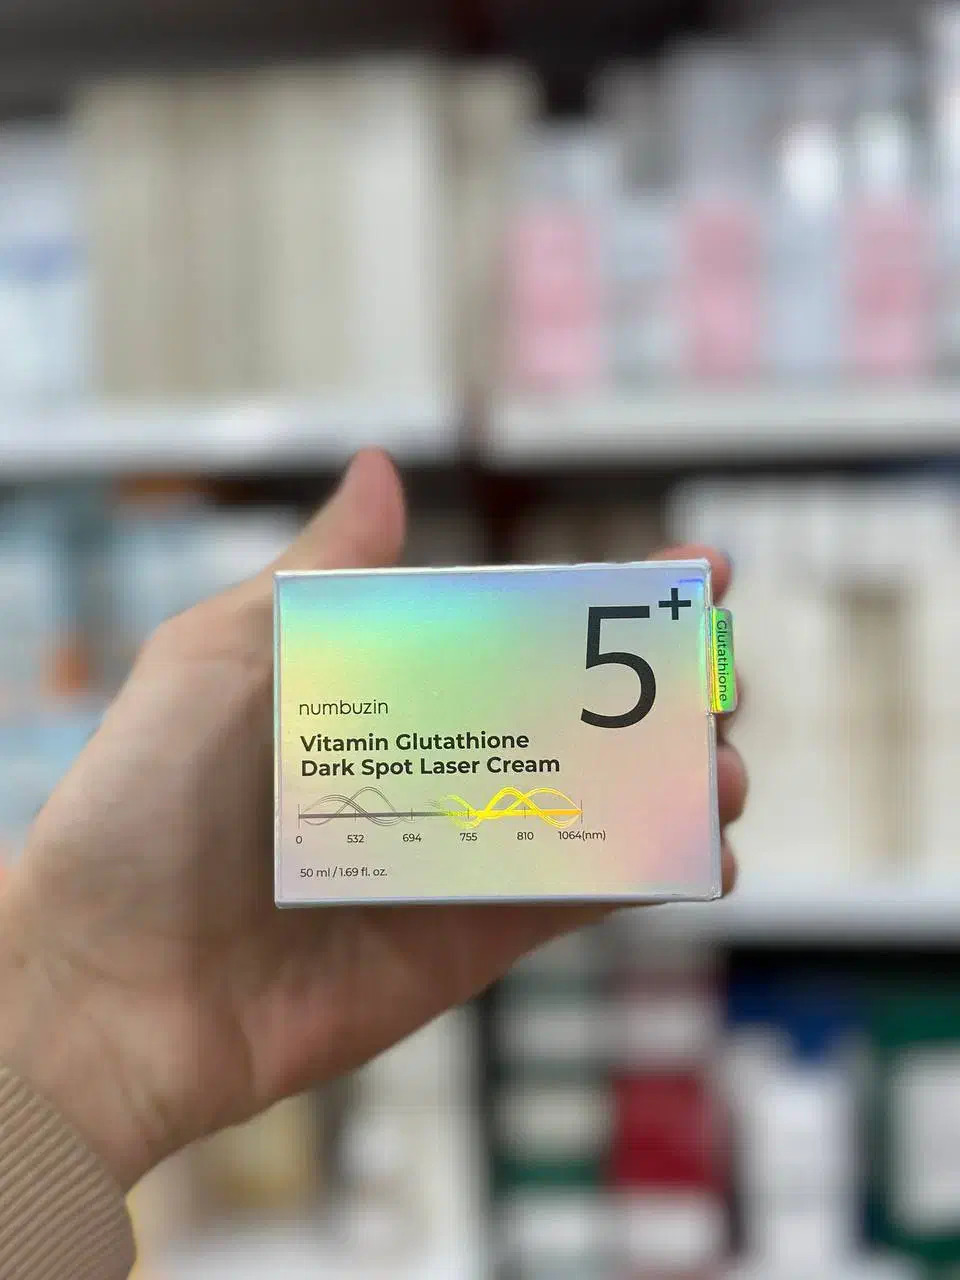 5+
Glutathione
numbuzin
Vitamin Glutathione
Dark Spot Laser Cream
0 532 694 755 810 1064(nm)
50 ml / 1.69 fl. oz.